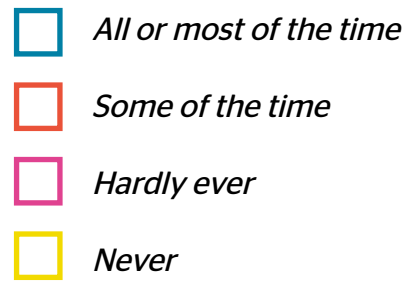 All or most of the time
Some of the time
Hardly ever
Never